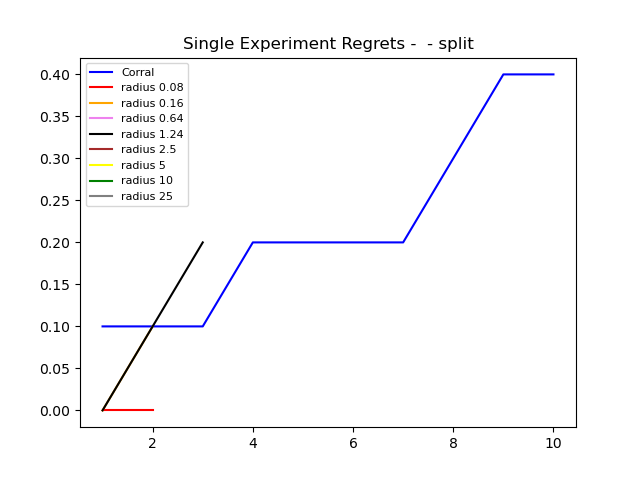 Single Experiment Regrets -  - split
0.40
0.35
0.30
0.25
0.20
0.15
0.10
0.05
0.00
Corral
radius 0.08
radius 0.16
radius 0.64
radius 1.24
radius 2.5
radius 5
radius 10
radius 25
2
4
6
8
10